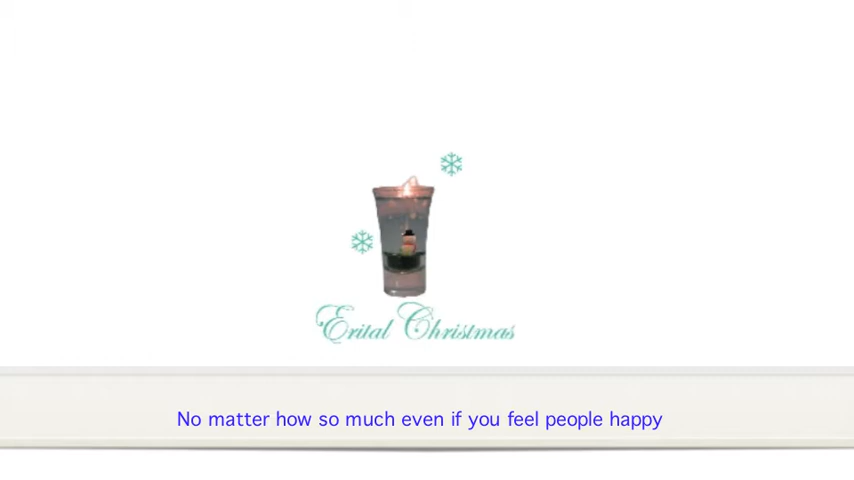 Erital Christmas
No matter how so much even if you feel people happy